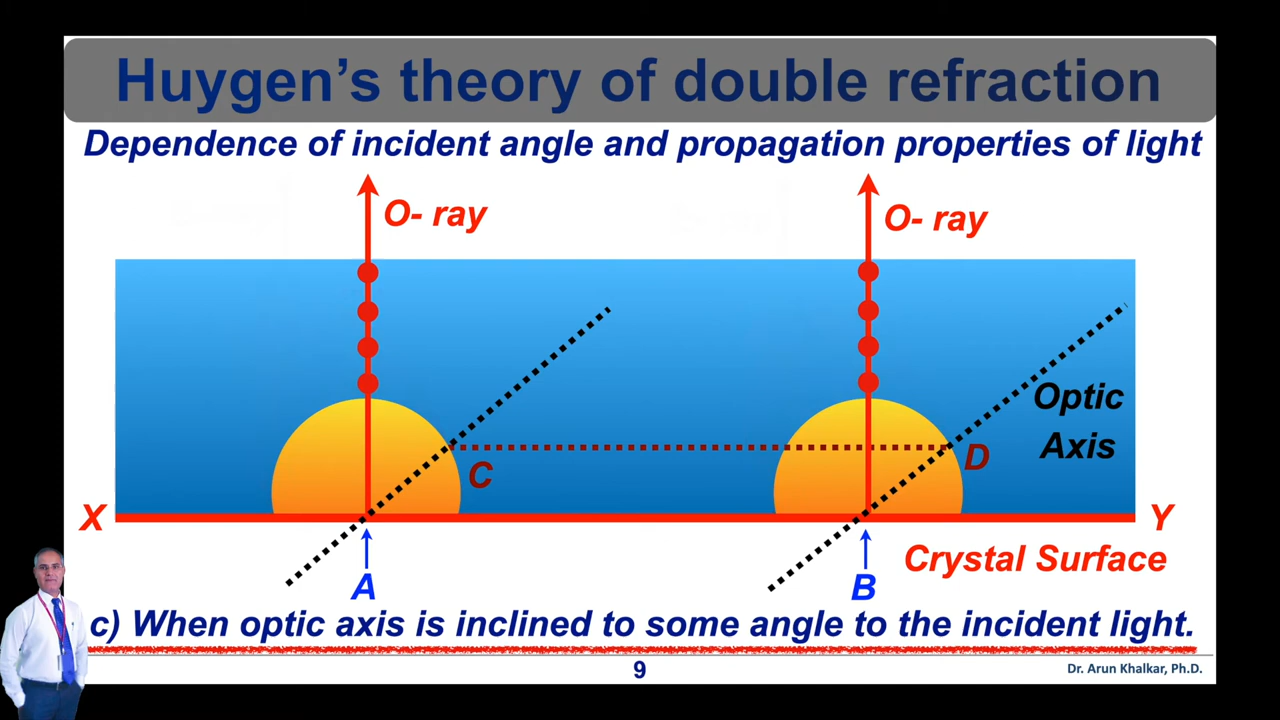 Huygen's theory of double refraction
Dependence of incident angle and propagation properties of light
O- ray
O- ray
Optic
Axis
C
D
X
Y
Crystal Surface
A
B
c) When optic axis is inclined to some angle to the incident light.
9
Dr. Arun Khalkar, Ph.D.